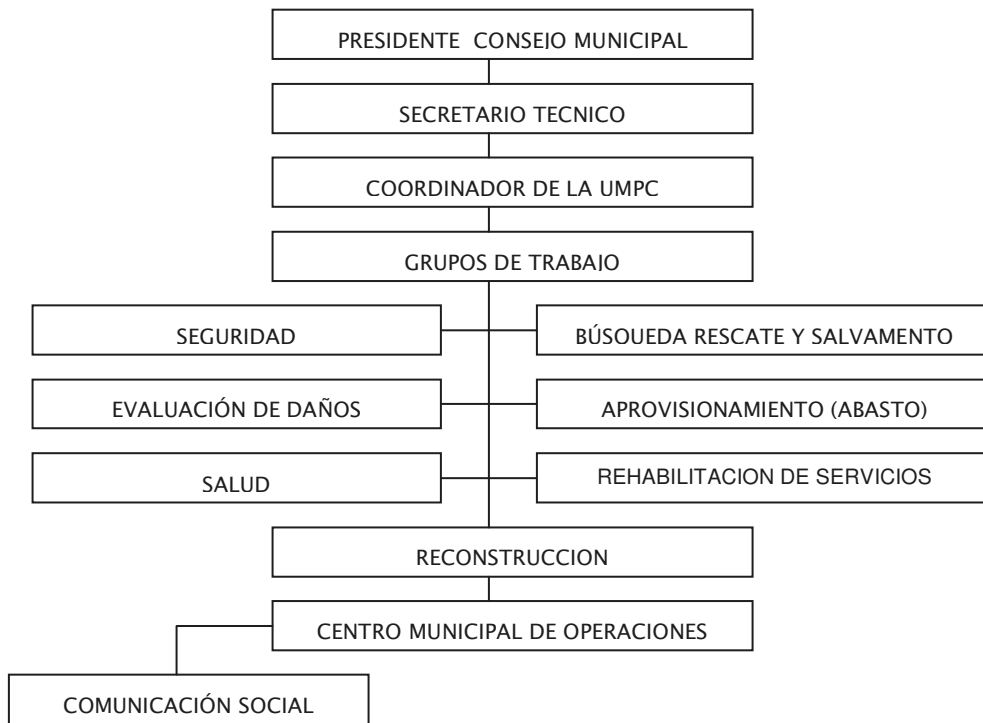 PRESIDENTE CONSEJO MUNICIPAL
SECRETARIO TECNICO
COORDINADOR DE LA UMPC
GRUPOS DE TRABAJO
SEGURIDAD
BÚSQUEDA RESCATE Y SALVAMENTO
EVALUACIÓN DE DAÑOS
APROVISIONAMIENTO (ABASTO)
SALUD
REHABILITACION DE SERVICIOS
RECONSTRUCCION
CENTRO MUNICIPAL DE OPERACIONES
COMUNICACIÓN SOCIAL